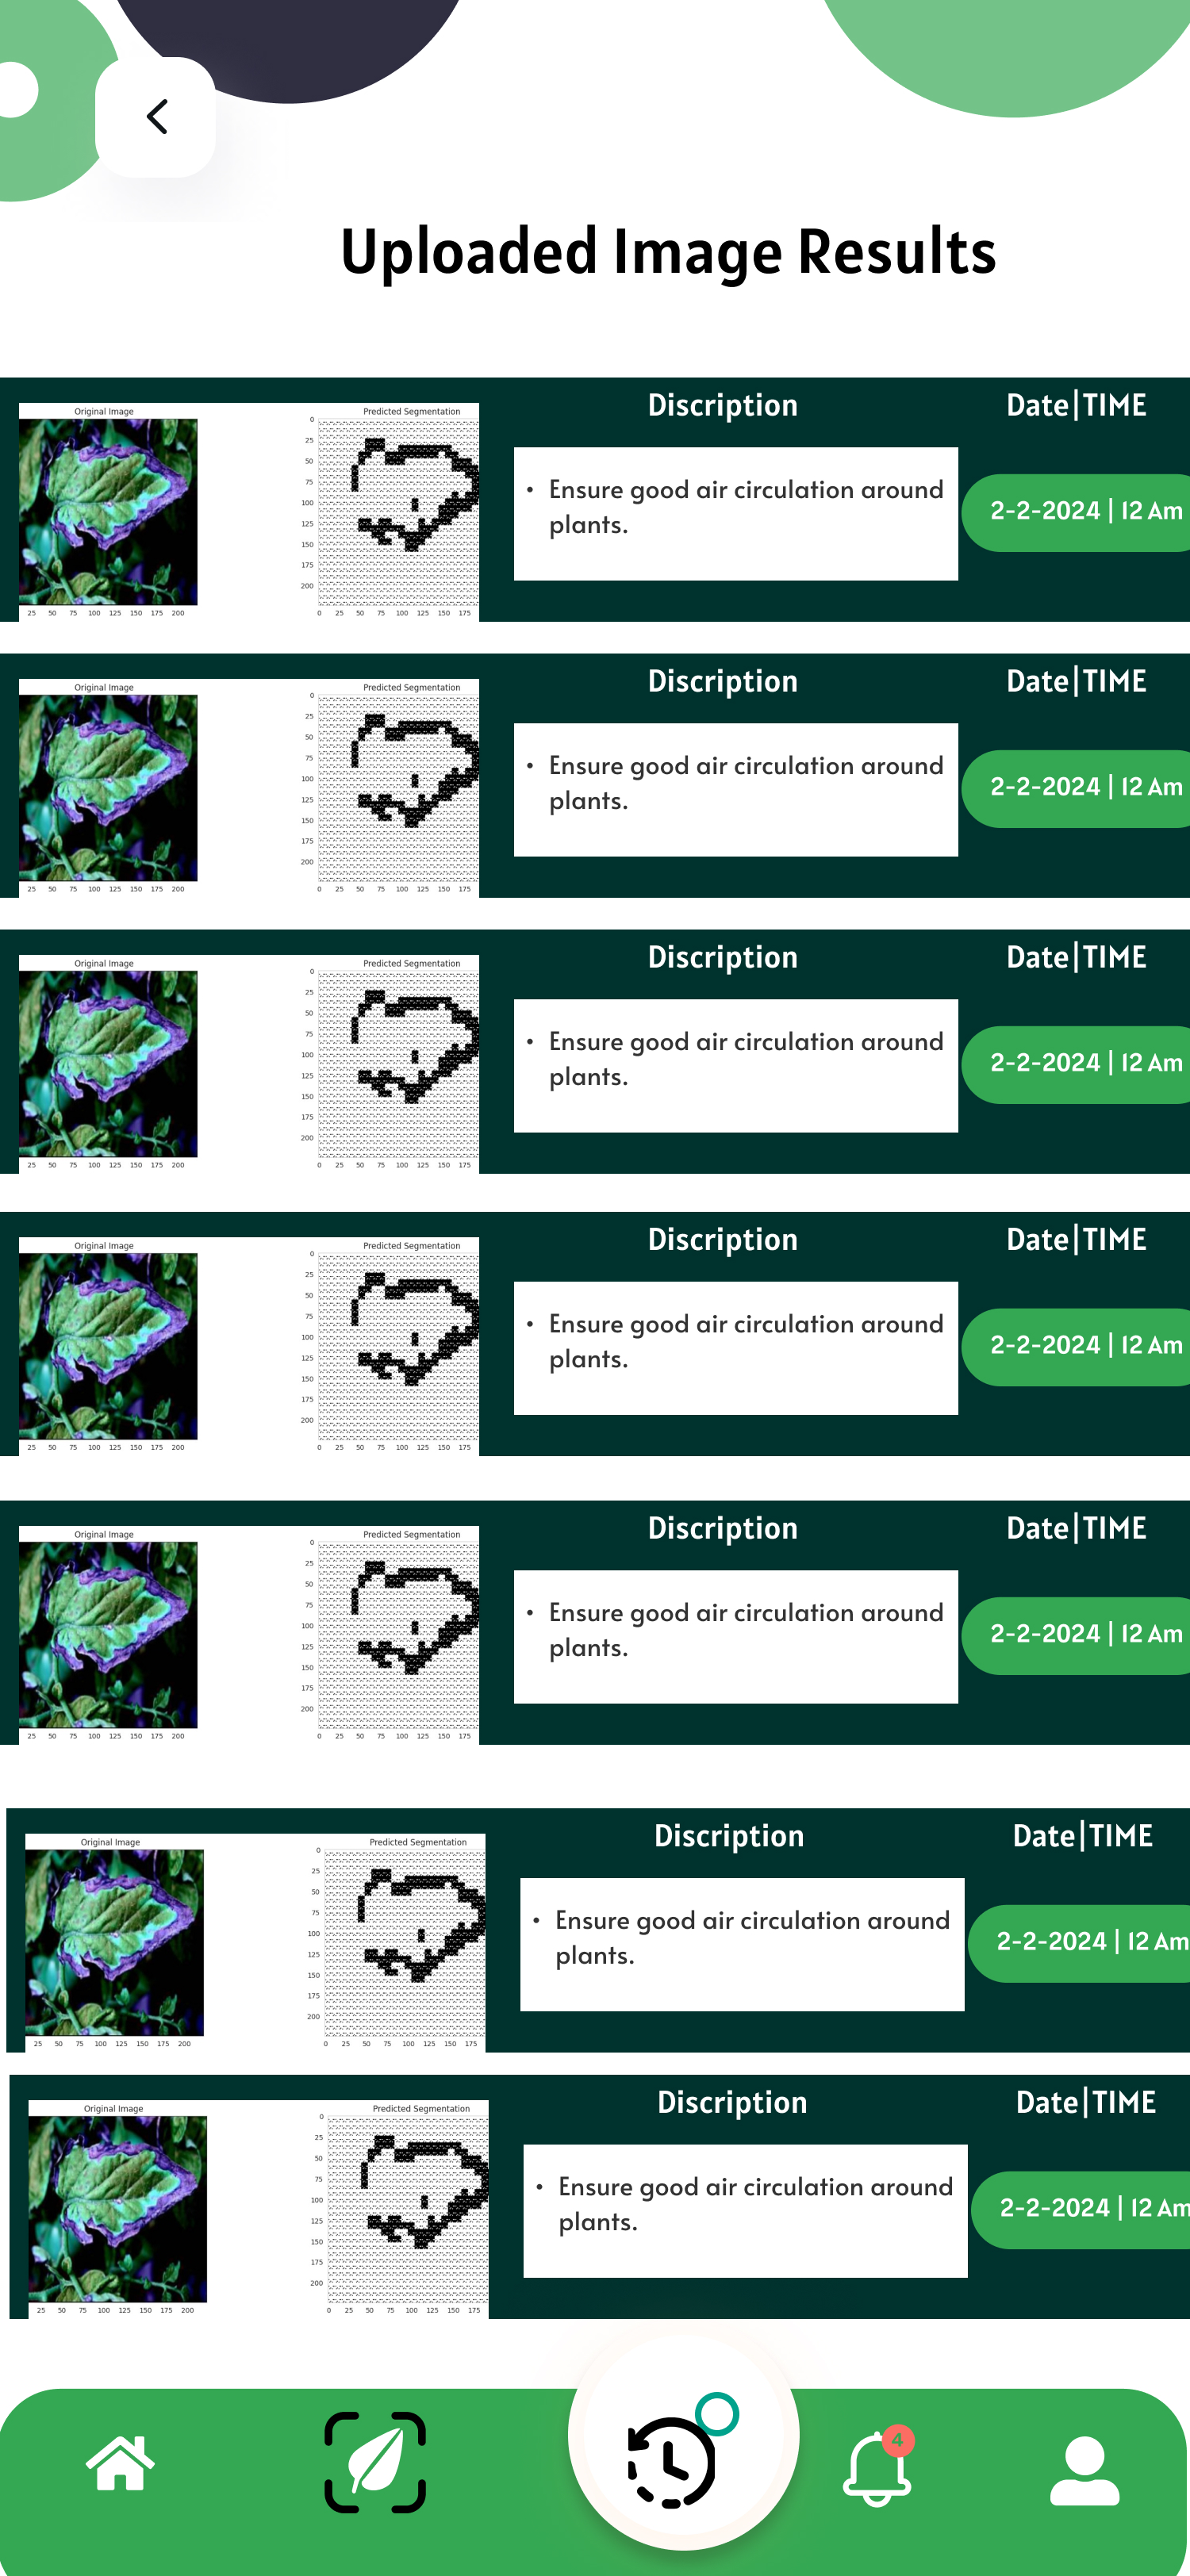 Uploaded Image Results
Discription Date|TIME
Original Image Predicted Segmentation
0
25
50
75
100
125
150
175
200
• Ensure good air circulation around
plants.
2-2-2024 | 12 Am
25 50 75 100 125 150 175 200 0 25 50 75 100 125 150 175
Discription Date|TIME
Original Image Predicted Segmentation
0
25
50
75
100
125
150
175
200
• Ensure good air circulation around
plants.
2-2-2024 | 12 Am
25 50 75 100 125 150 175 200 0 25 50 75 100 125 150 175
Discription Date|TIME
Original Image Predicted Segmentation
0
25
50
75
100
125
150
175
200
• Ensure good air circulation around
plants.
2-2-2024 | 12 Am
25 50 75 100 125 150 175 200 0 25 50 75 100 125 150 175
Discription Date|TIME
Original Image Predicted Segmentation
0
25
50
75
100
125
150
175
200
• Ensure good air circulation around
plants.
2-2-2024 | 12 Am
25 50 75 100 125 150 175 200 0 25 50 75 100 125 150 175
Discription Date|TIME
Original Image Predicted Segmentation
0
25
50
75
100
125
150
175
200
• Ensure good air circulation around
plants.
2-2-2024 | 12 Am
25 50 75 100 125 150 175 200 0 25 50 75 100 125 150 175
Discription Date|TIME
Original Image Predicted Segmentation
0
25
50
75
100
125
150
175
200
• Ensure good air circulation around
plants.
2-2-2024 | 12 Am
25 50 75 100 125 150 175 200 0 25 50 75 100 125 150 175
Discription Date|TIME
Original Image Predicted Segmentation
0
25
50
75
100
125
150
175
200
• Ensure good air circulation around
plants.
2-2-2024 | 12 Am
25 50 75 100 125 150 175 200 0 25 50 75 100 125 150 175
4